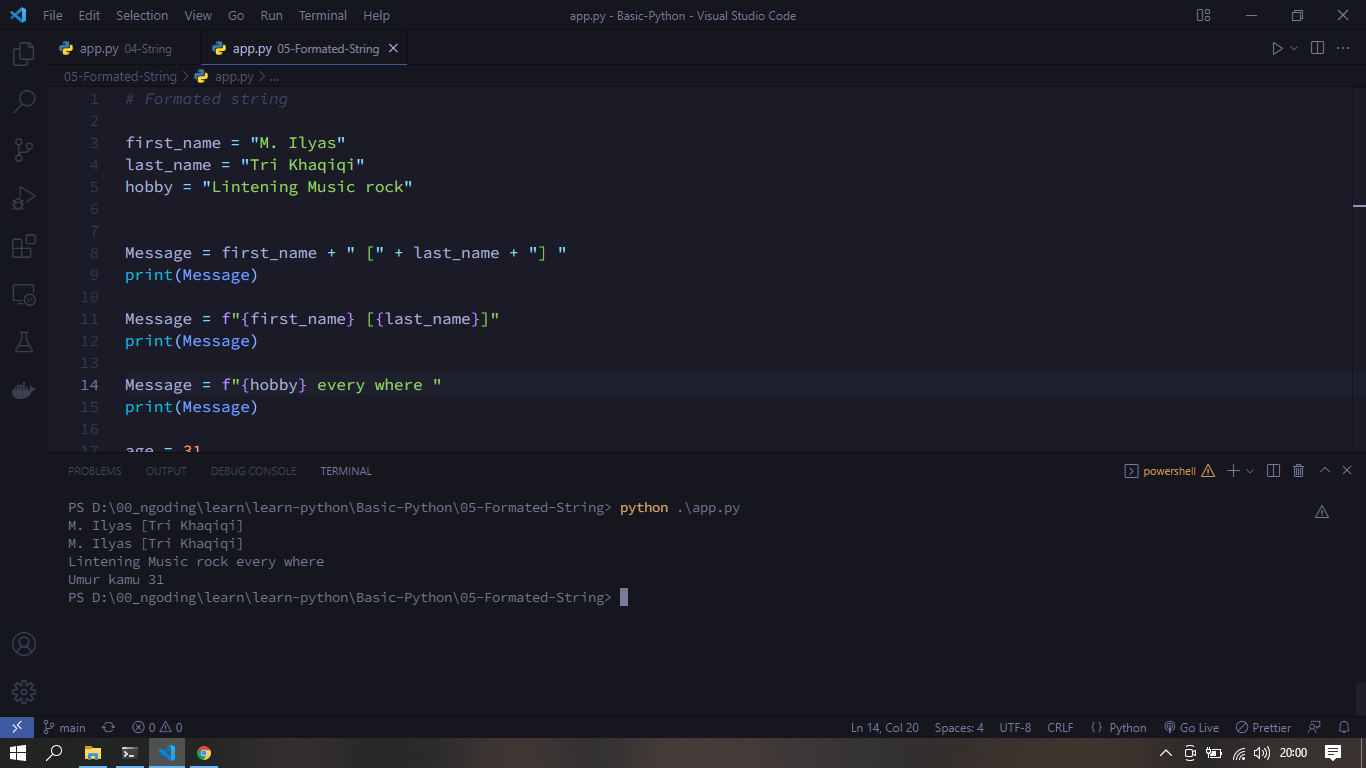 File Edit Selection View Go Run Terminal Help app.py - Basic-Python - Visual Studio Code
app.py 04-String app.py 05-Formated-String
05-Formated-String > app.py > ...
1 # Formated string
2
3 first_name = "M. Ilyas"
4 last_name = "Tri Khaqiqi"
5 hobby = "Lintening Music rock"
6
7
8 Message = first_name + " [" + last_name + "] "
9 print(Message)
10
11 Message = f"{first_name} [{last_name}]"
12 print(Message)
13
14 Message = f"{hobby} every where "
15 print(Message)
16
17 age = 31
PROBLEMS OUTPUT DEBUG CONSOLE TERMINAL powershell
PS D:\00_ngoding\learn\learn-python\Basic-Python\05-Formated-String> python .\app.py
M. Ilyas [Tri Khaqiqi]
M. Ilyas [Tri Khaqiqi]
Lintening Music rock every where
Umur kamu 31
PS D:\00_ngoding\learn\learn-python\Basic-Python\05-Formated-String>
main 0 0 Ln 14, Col 20 Spaces: 4 UTF-8 CRLF { } Python Go Live Prettier
20:00